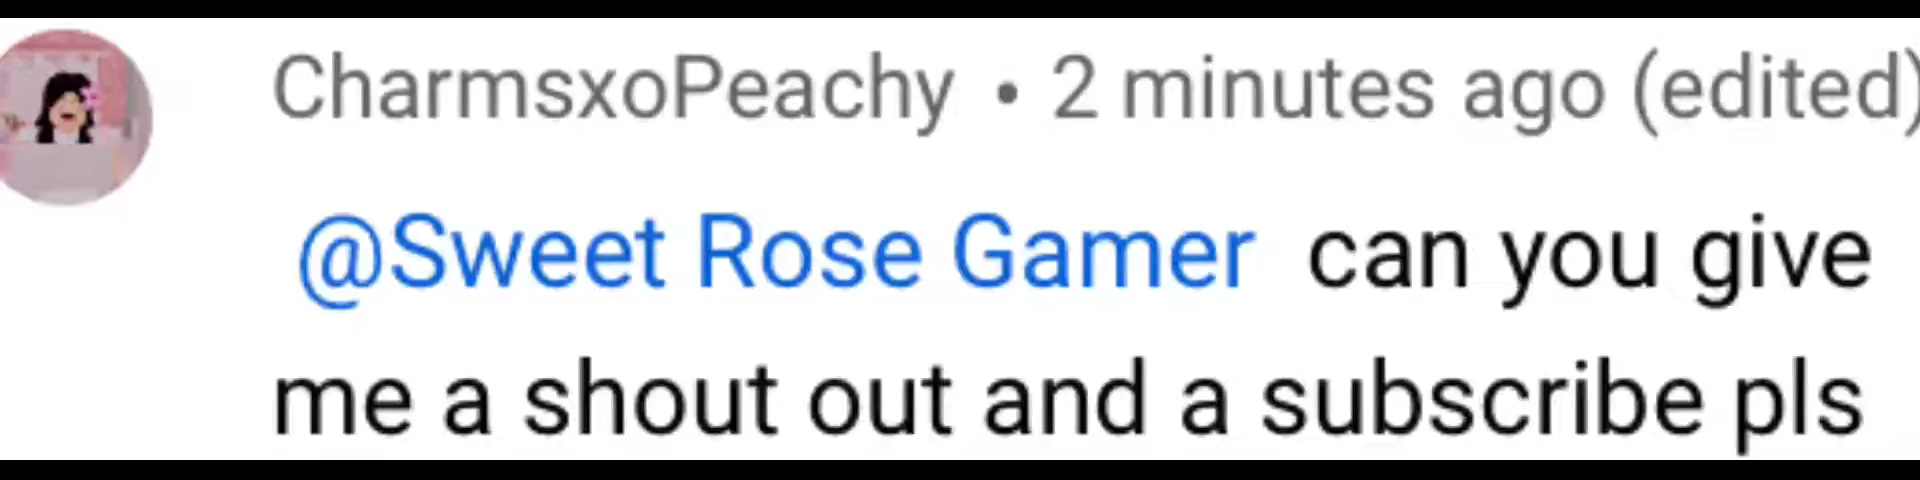 CharmsxoPeachy • 2 minutes ago (edited)
@Sweet Rose Gamer can you give
me a shout out and a subscribe pls